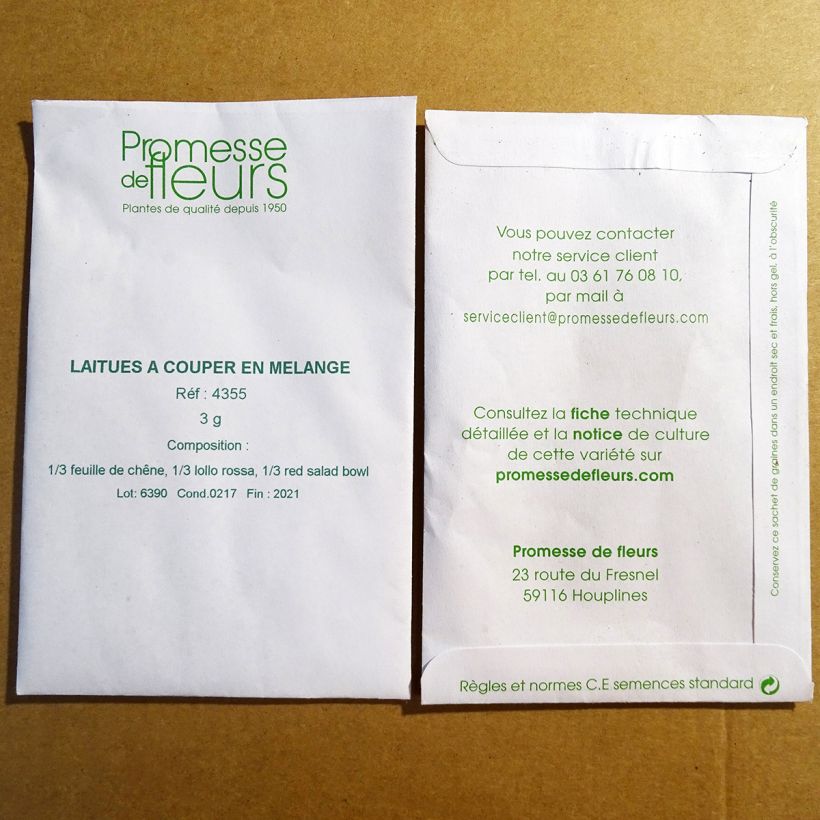 Promesse
de fleurs
Plantes de qualité depuis 1950
LAITUES A COUPER EN MELANGE
Réf : 4355
3 g
Composition :
1/3 feuille de chêne, 1/3 lollo rossa, 1/3 red salad bowl
Lot: 6390 Cond.0217 Fin : 2021
Vous pouvez contacter
notre service client
par tel. au 03 61 76 08 10,
par mail à
serviceclient@promessedefleurs.com
Consultez la fiche technique
détaillée et la notice de culture
de cette variété sur
promessedefleurs.com
Promesse de fleurs
23 route du Fresnel
59116 Houplines
Règles et normes C.E semences standard
Conservez ce sachet de graines dans un endroit sec et frais, hors gel, à l'obscurité